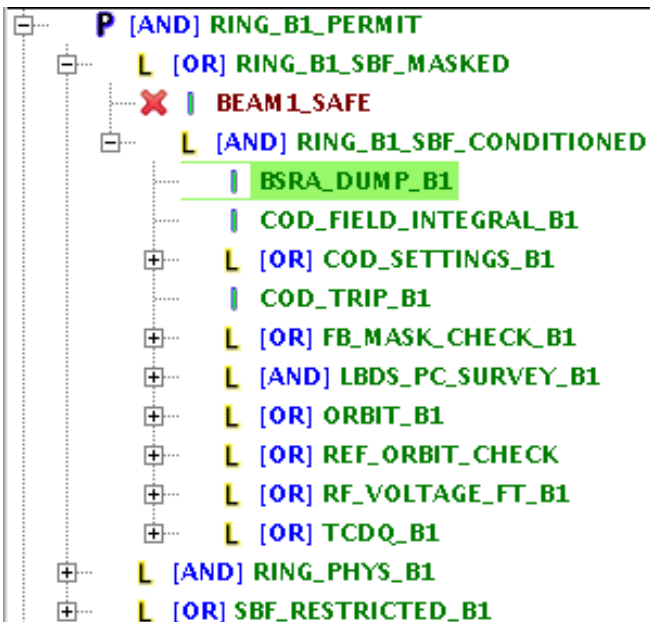 P [AND] RING_B1_PERMIT
L [OR] RING_B1_SBF_MASKED
BEAM1_SAFE
L [AND] RING_B1_SBF_CONDITIONED
BSRA_DUMP_B1
COD_FIELD_INTEGRAL_B1
L [OR] COD_SETTINGS_B1
COD_TRIP_B1
L [OR] FB_MASK_CHECK_B1
L [AND] LBDS_PC_SURVEY_B1
L [OR] ORBIT_B1
L [OR] REF_ORBIT_CHECK
L [OR] RF_VOLTAGE_FT_B1
L [OR] TCDQ_B1
L [AND] RING_PHYS_B1
L [OR] SBF_RESTRICTED_B1